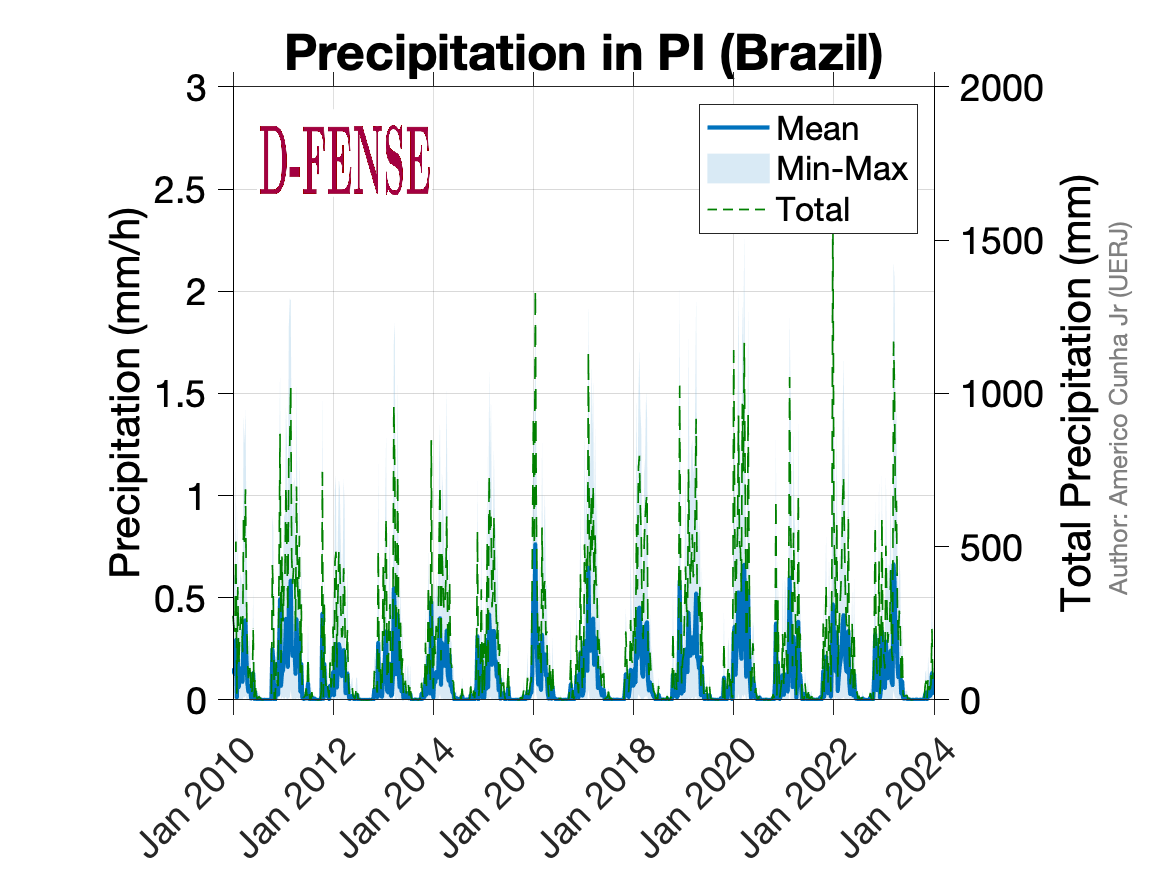 Precipitation in PI (Brazil)
D-FENSE
Mean
Min-Max
Total
Precipitation (mm/h)
3
2.5
2
1.5
1
0.5
0
Total Precipitation (mm)
2000
1500
1000
500
0
Author: Americo Cunha Jr (UERJ)
Jan 2010
Jan 2012
Jan 2014
Jan 2016
Jan 2018
Jan 2020
Jan 2022
Jan 2024